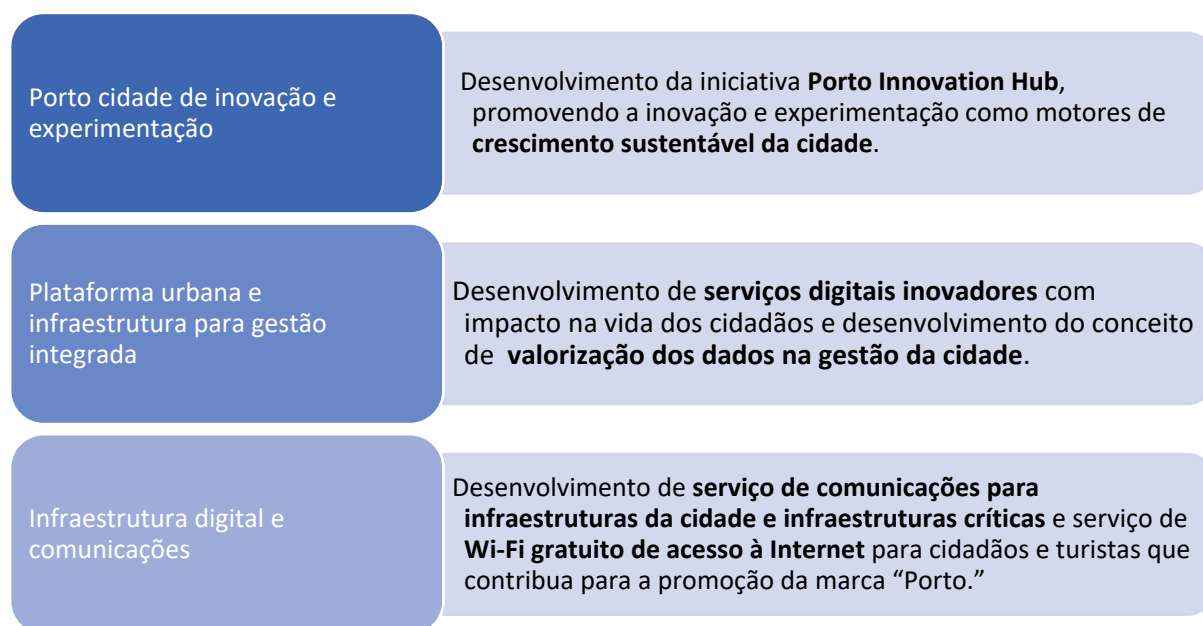 Porto cidade de inovação e
experimentação
Desenvolvimento da iniciativa Porto Innovation Hub,
promovendo a inovação e experimentação como motores de
crescimento sustentável da cidade.
Plataforma urbana e
infraestrutura para gestão
integrada
Desenvolvimento de serviços digitais inovadores com
impacto na vida dos cidadãos e desenvolvimento do conceito
de valorização dos dados na gestão da cidade.
Infraestrutura digital e
comunicações
Desenvolvimento de serviço de comunicações para
infraestruturas da cidade e infraestruturas críticas e serviço de
Wi-Fi gratuito de acesso à Internet para cidadãos e turistas que
contribua para a promoção da marca “Porto.”